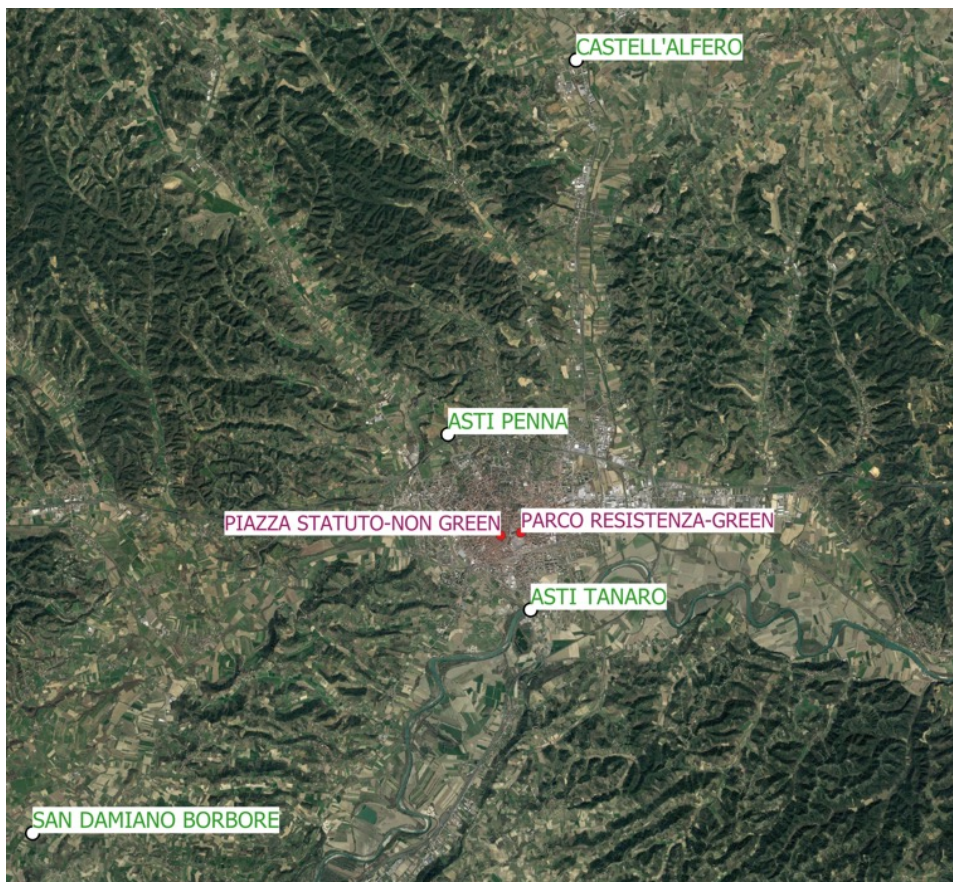 CASTELL'ALFERO
ASTI PENNA
PIAZZA STATUTO-NON GREEN
PARCO RESISTENZA-GREEN
ASTI TANARO
SAN DAMIANO BORBORE